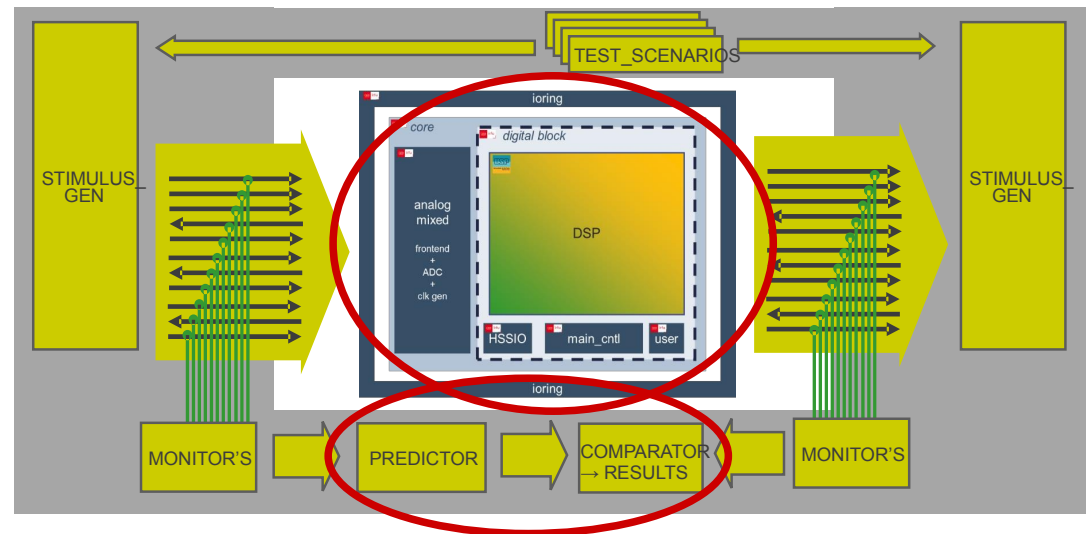 TEST_SCENARIOS
STIMULUS_
GEN
ioring
core
digital block
analog
mixed
frontend
+
ADC
+
clk gen
DSP
HSSIO
main_cntl
user
ioring
STIMULUS_
GEN
MONITOR'S
PREDICTOR
COMPARATOR
→ RESULTS
MONITOR'S